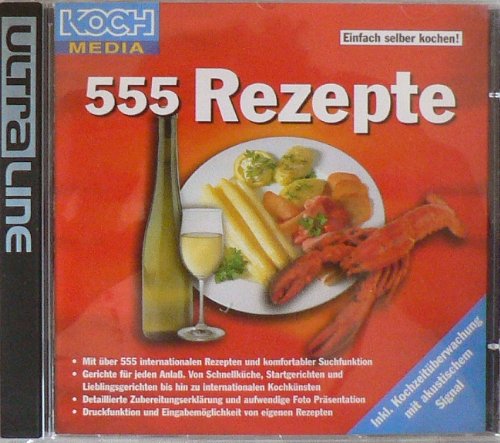 ULTRALINE
KOCH
MEDIA
Einfach selber kochen!
555 Rezepte
• Mit über 555 internationalen Rezepten und komfortabler Suchfunktion
• Gerichte für jeden Anlaß. Von Schnellküche, Startgerichten und
Lieblingsgerichten bis hin zu internationalen Kochkünsten
• Detaillierte Zubereitungserklärung und aufwendige Foto Präsentation
• Druckfunktion und Eingabemöglichkeit von eigenen Rezepten
Inkl. Kochzeitüberwachung
mit akustischem
Signal